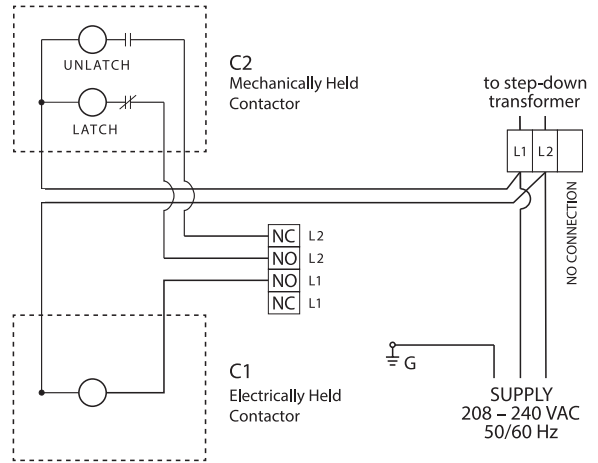 UNLATCH
LATCH
C2
Mechanically Held
Contactor
to step-down
transformer
L1 L2
NO CONNECTION
NC L2
NO L2
NO L1
NC L1
C1
Electrically Held
Contactor
G
SUPPLY
208 – 240 VAC
50/60 Hz